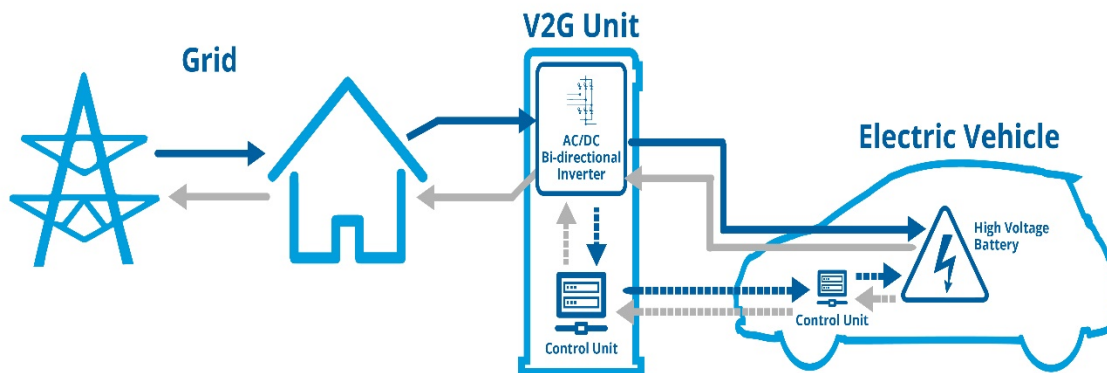 V2G Unit
Grid
AC/DC
Bi-directional
Inverter
Electric Vehicle
High Voltage
Battery
Control Unit
Control Unit